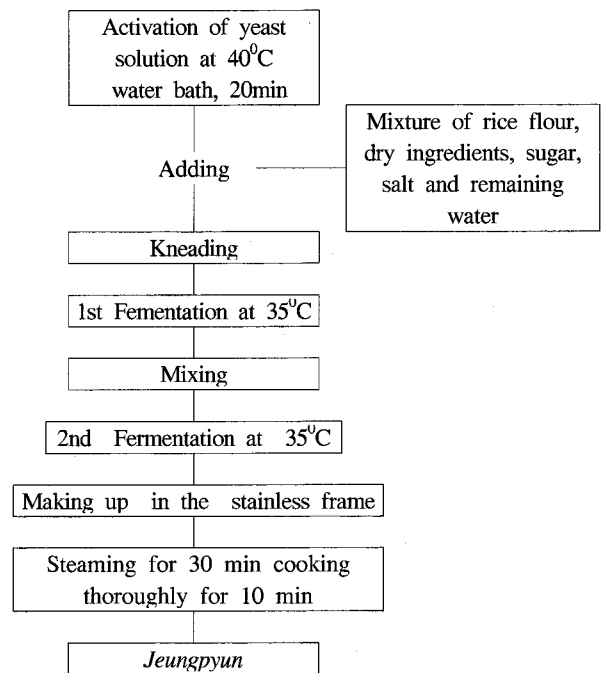 Activation of yeast
solution at 40⁰C
water bath, 20min
Adding
Mixture of rice flour,
dry ingredients, sugar,
salt and remaining
water
Kneading
1st Fementation at 35⁰C
Mixing
2nd Fermentation at 35⁰C
Making up in the stainless frame
Steaming for 30 min cooking
thoroughly for 10 min
Jeungpyun